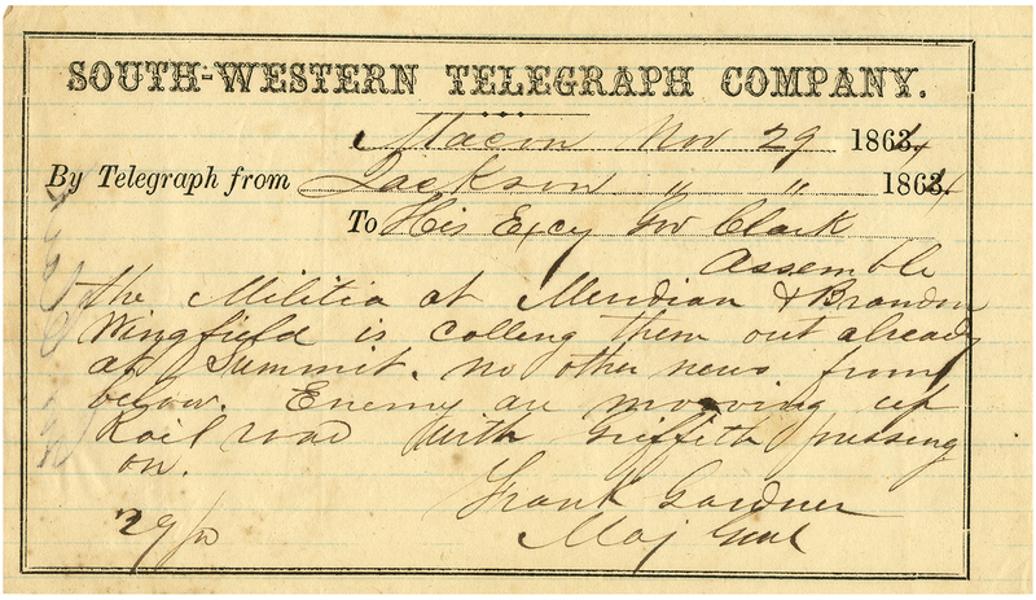 SOUTH-WESTERN TELEGRAPH COMPANY.
Macon Nov 29 1864
By Telegraph from Jackson " " 1864
To His Excy Gov Clark
Assemble
the Militia at Meridian & Brandon
Wingfield is calling them out already
at Summit. no other news from
below. Enemy are mooving up
Rail road with Griffith pressing
on.
Frank Gardner
Maj Genl
29/